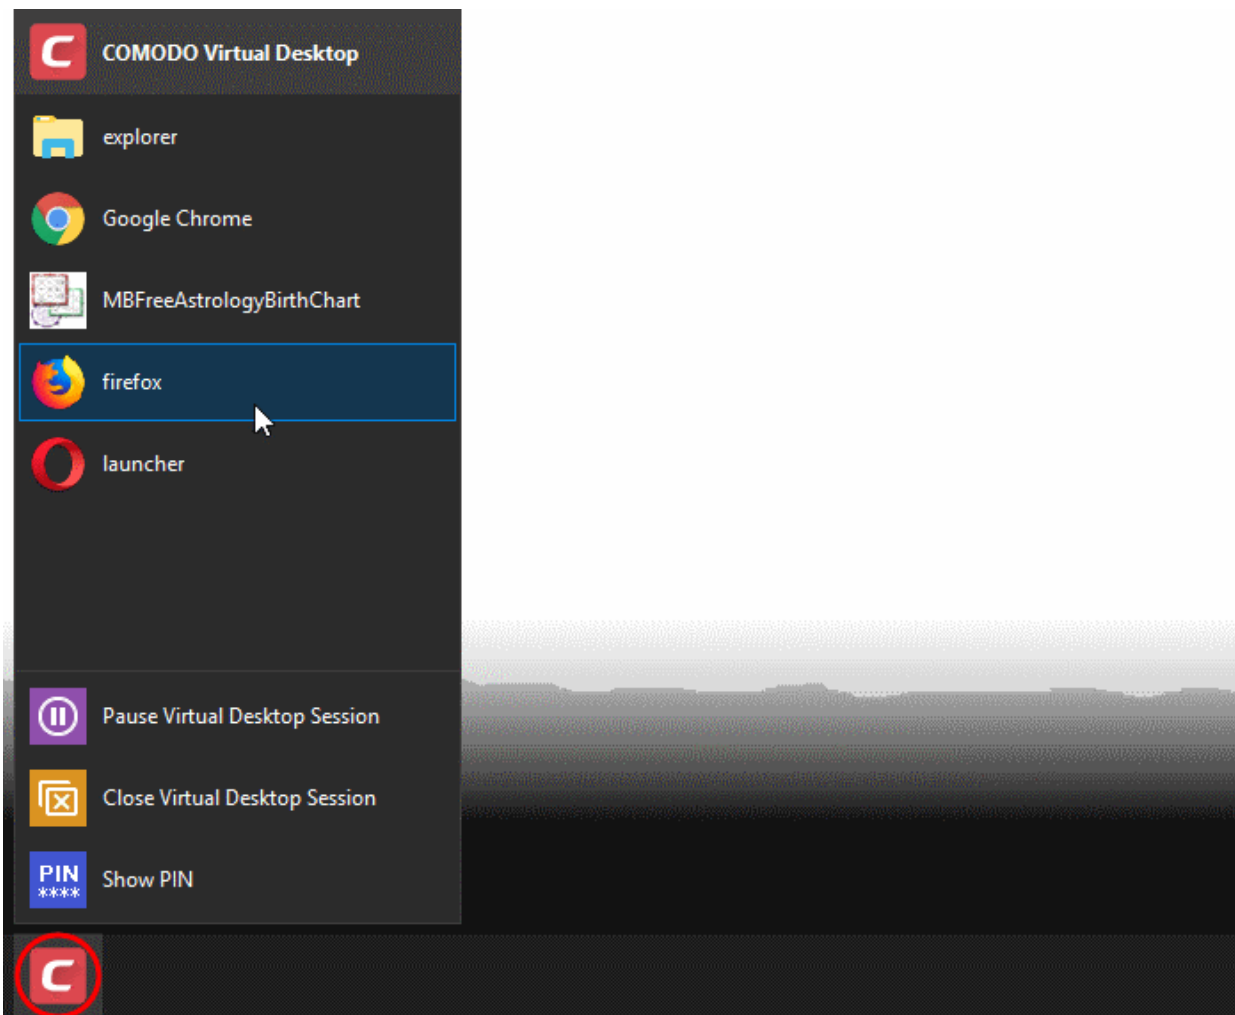 COMODO Virtual Desktop
explorer
Google Chrome
MBFreeAstrologyBirthChart
firefox
launcher
Pause Virtual Desktop Session
Close Virtual Desktop Session
PIN
****
Show PIN